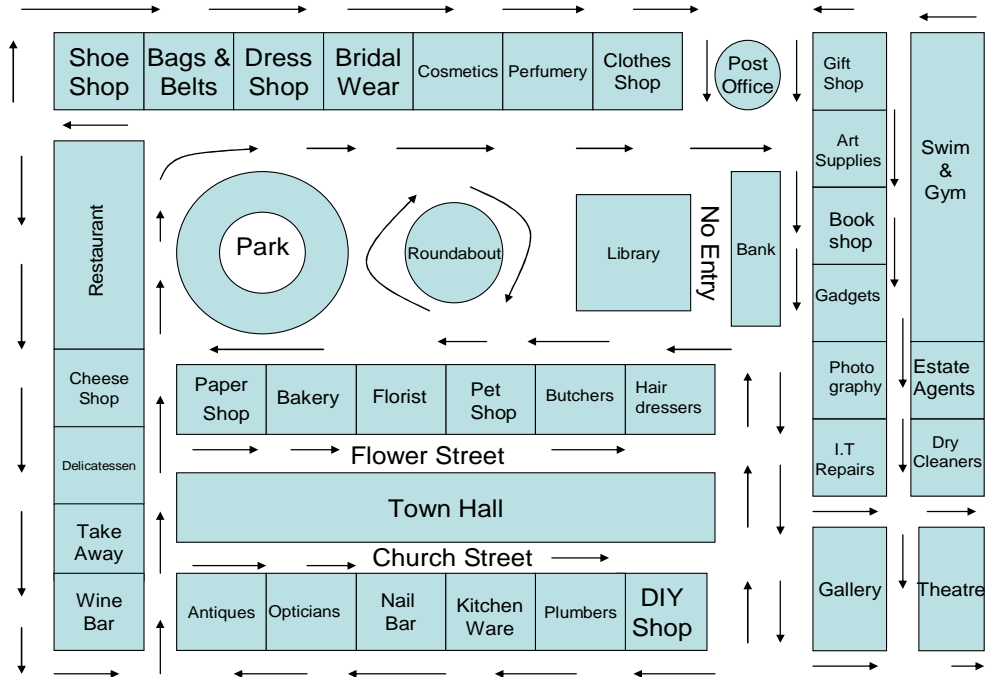 Shoe
Shop
Bags &
Belts
Dress
Shop
Bridal
Wear
Cosmetics
Perfumery
Clothes
Shop
Post
Office
Gift
Shop
Art
Supplies
Swim
&
Gym
Restaurant
Park
Roundabout
Library
No Entry
Bank
Book
shop
Gadgets
Cheese
Shop
Paper
Shop
Bakery
Florist
Pet
Shop
Butchers
Hair
dressers
Photo
graphy
Estate
Agents
Flower Street
Delicatessen
I.T
Repairs
Dry
Cleaners
Town Hall
Take
Away
Church Street
Wine
Bar
Antiques
Opticians
Nail
Bar
Kitchen
Ware
Plumbers
DIY
Shop
Gallery
Theatre